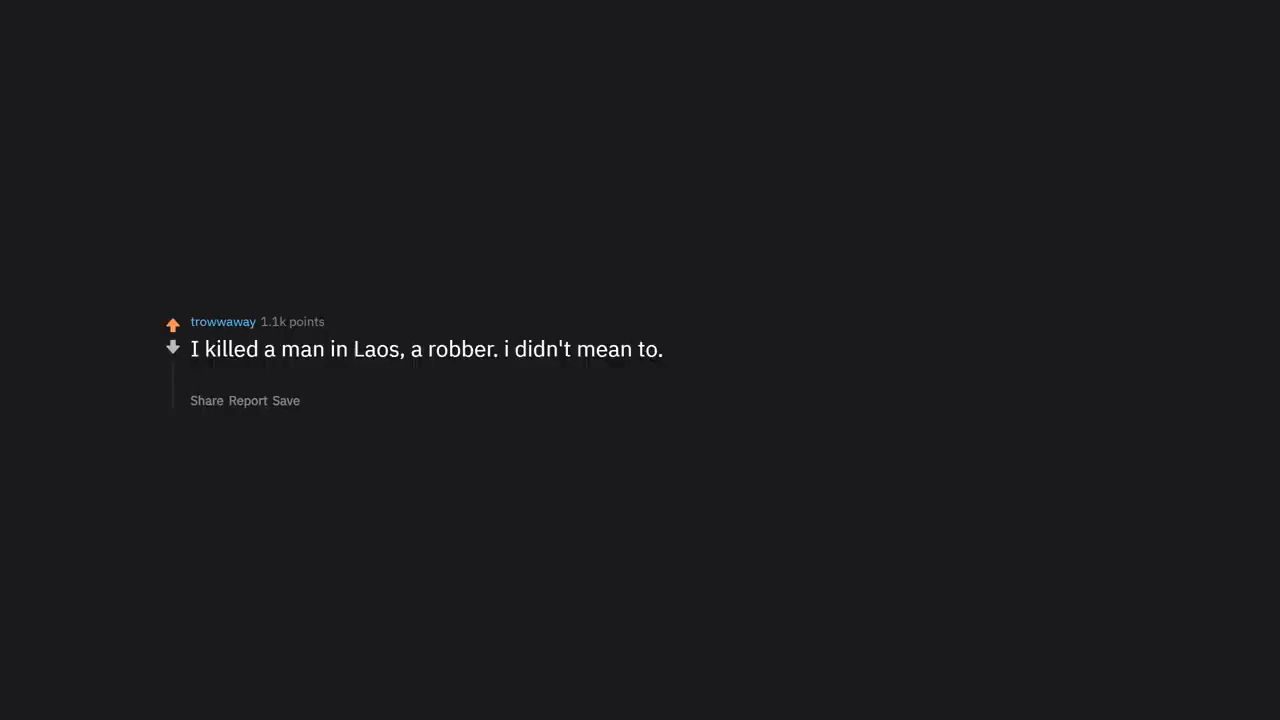 trowwaway 1.1k points
I killed a man in Laos, a robber. i didn't mean to.
Share Report Save